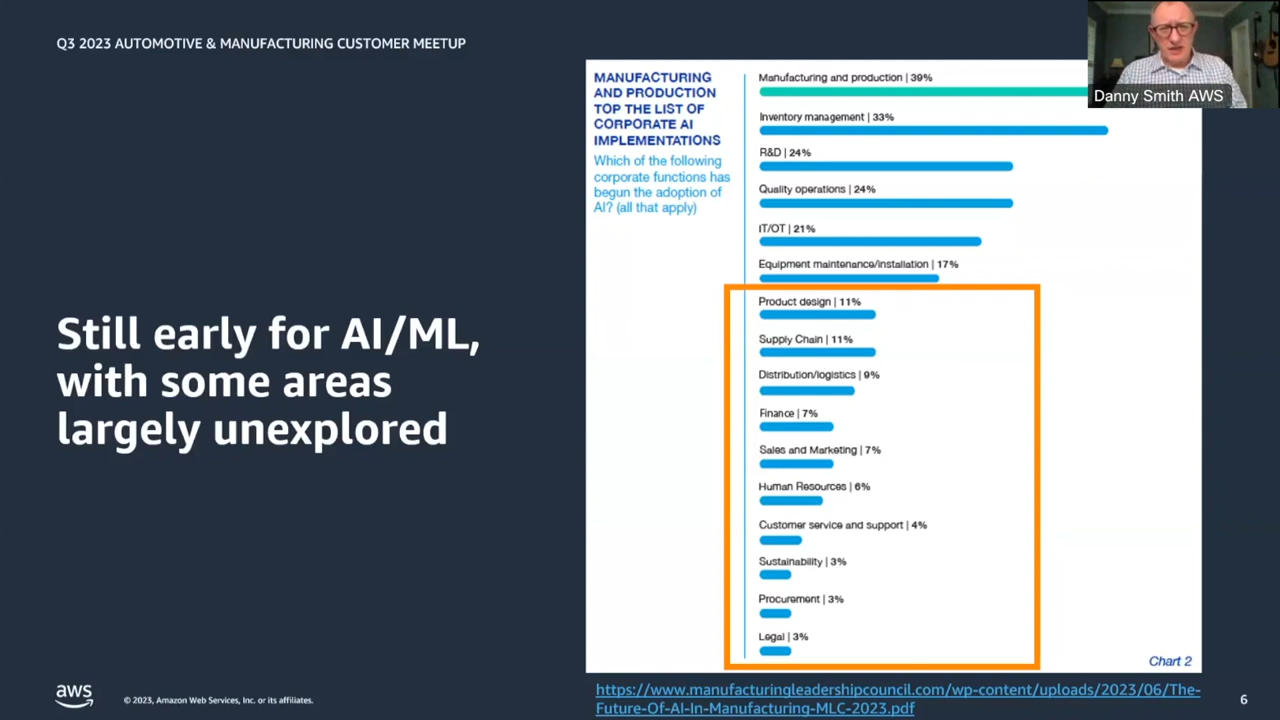 Q3 2023 AUTOMOTIVE & MANUFACTURING CUSTOMER MEETUP
Still early for AI/ML,
with some areas
largely unexplored
MANUFACTURING
AND PRODUCTION
TOP THE LIST OF
CORPORATE AI
IMPLEMENTATIONS
Which of the following
corporate functions has
begun the adoption of
AI? (all that apply)
Manufacturing and production | 39%
Inventory management | 33%
R&D | 24%
Quality operations | 24%
IT/OT | 21%
Equipment maintenance/installation | 17%
Product design | 11%
Supply Chain | 11%
Distribution/logistics | 9%
Finance | 7%
Sales and Marketing | 7%
Human Resources | 6%
Customer service and support | 4%
Sustainability | 3%
Procurement | 3%
Legal | 3%
Chart 2
Danny Smith AWS
https://www.manufacturingleadershipcouncil.com/wp-content/uploads/2023/06/The-
Future-Of-AI-In-Manufacturing-MLC-2023.pdf
aws
© 2023, Amazon Web Services, Inc. or its affiliates.
6